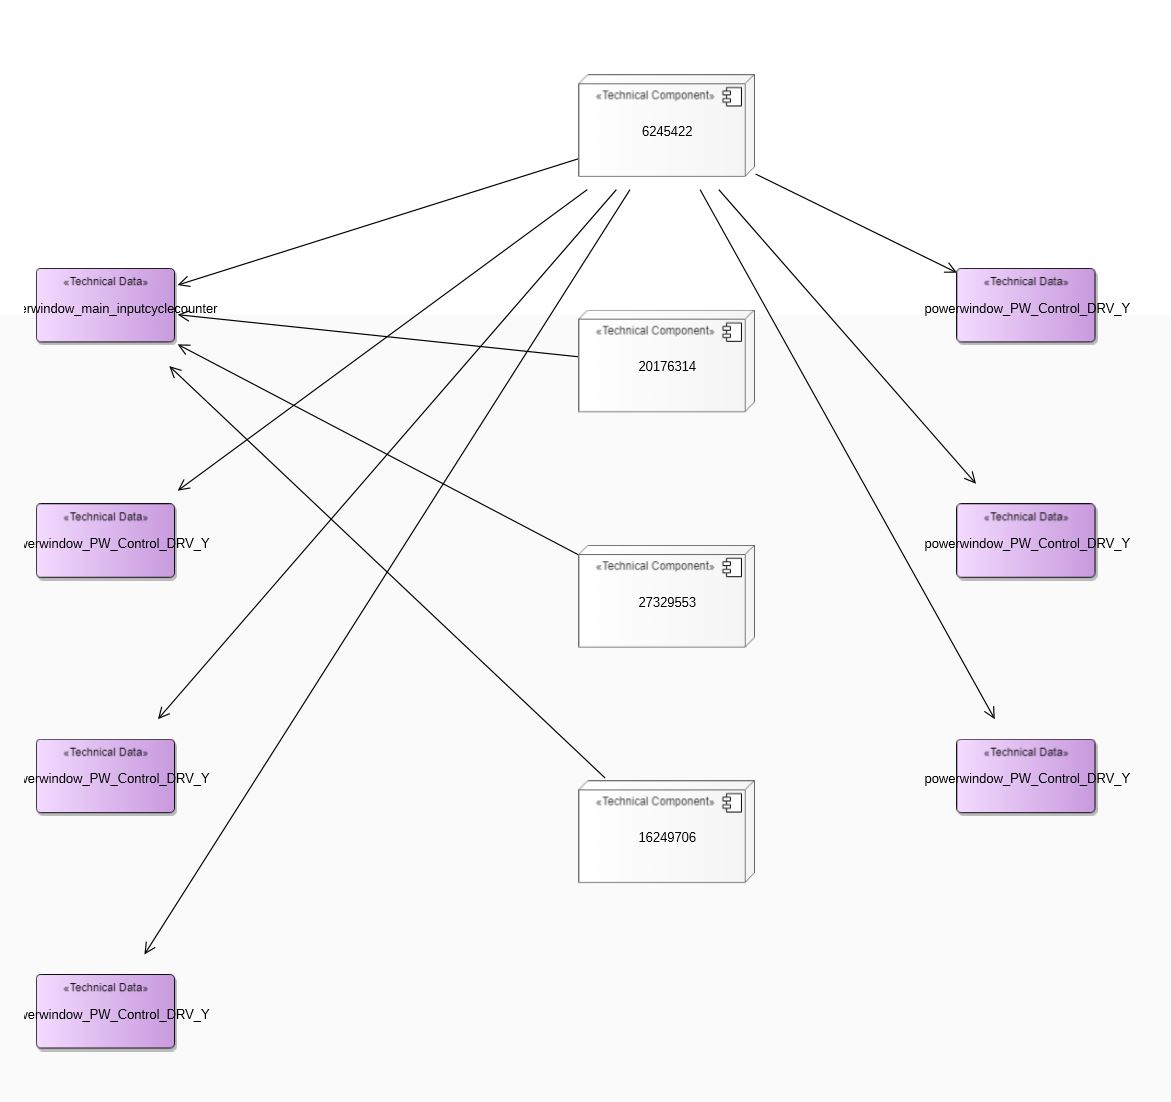 «Technical Component»
6245422
«Technical Data»
erwindow_main_inputcyclecounter
«Technical Data»
powerwindow_PW_Control_DRV_Y
«Technical Component»
20176314
«Technical Data»
werwindow_PW_Control_DRV_Y
«Technical Data»
powerwindow_PW_Control_DRV_Y
«Technical Component»
27329553
«Technical Data»
werwindow_PW_Control_DRV_Y
«Technical Data»
powerwindow_PW_Control_DRV_Y
«Technical Component»
16249706
«Technical Data»
werwindow_PW_Control_DRV_Y